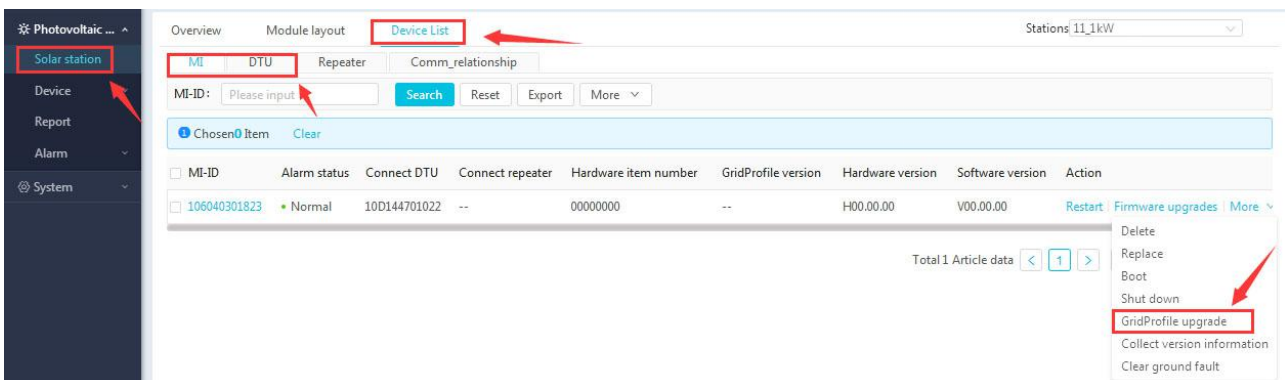 Photovoltaic ...
Solar station
Device
Report
Alarm
System
Overview Module layout Device List Stations 11_1kW
MI DTU Repeater Comm_relationship
MI-ID: Please input Search Reset Export More
Chosen0 Item Clear
MI-ID Alarm status Connect DTU Connect repeater Hardware item number GridProfile version Hardware version Software version Action
106040301823 Normal 10D144701022 -- 00000000 -- H00.00.00 V00.00.00 Restart Firmware upgrades More
Delete
Total 1 Article data < 1 > Replace
Boot
Shut down
GridProfile upgrade
Collect version information
Clear ground fault